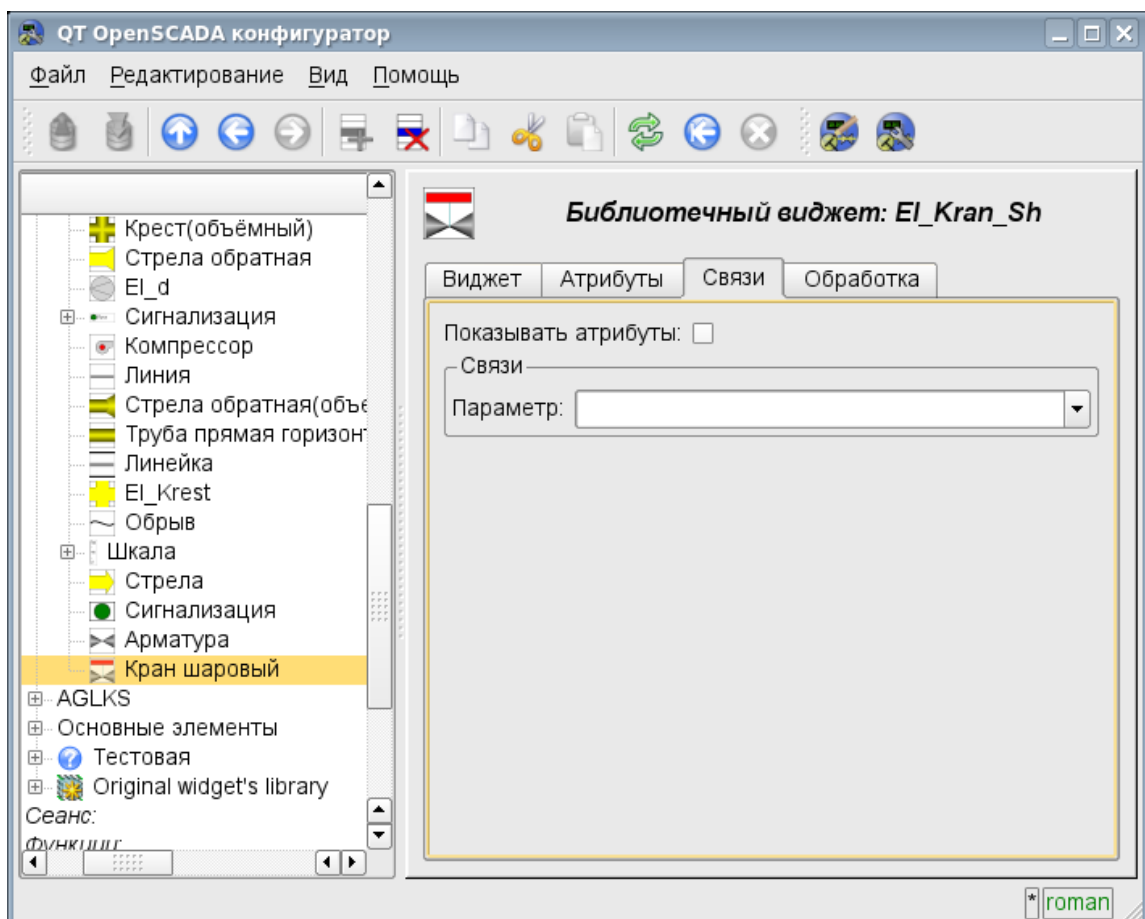 QT OpenSCADA конфигуратор
Файл Редактирование Вид Помощь
Крест(объёмный)
Стрела обратная
El_d
Сигнализация
Компрессор
Линия
Стрела обратная(объе
Труба прямая горизонт
Линейка
El_Krest
Обрыв
Шкала
Стрела
Сигнализация
Арматура
Кран шаровый
AGLKS
Основные элементы
Тестовая
Original widget's library
Сеанс:
Функции:
Библиотечный виджет: El_Kran_Sh
Виджет Атрибуты Связи Обработка
Показывать атрибуты:
Связи
Параметр:
* roman